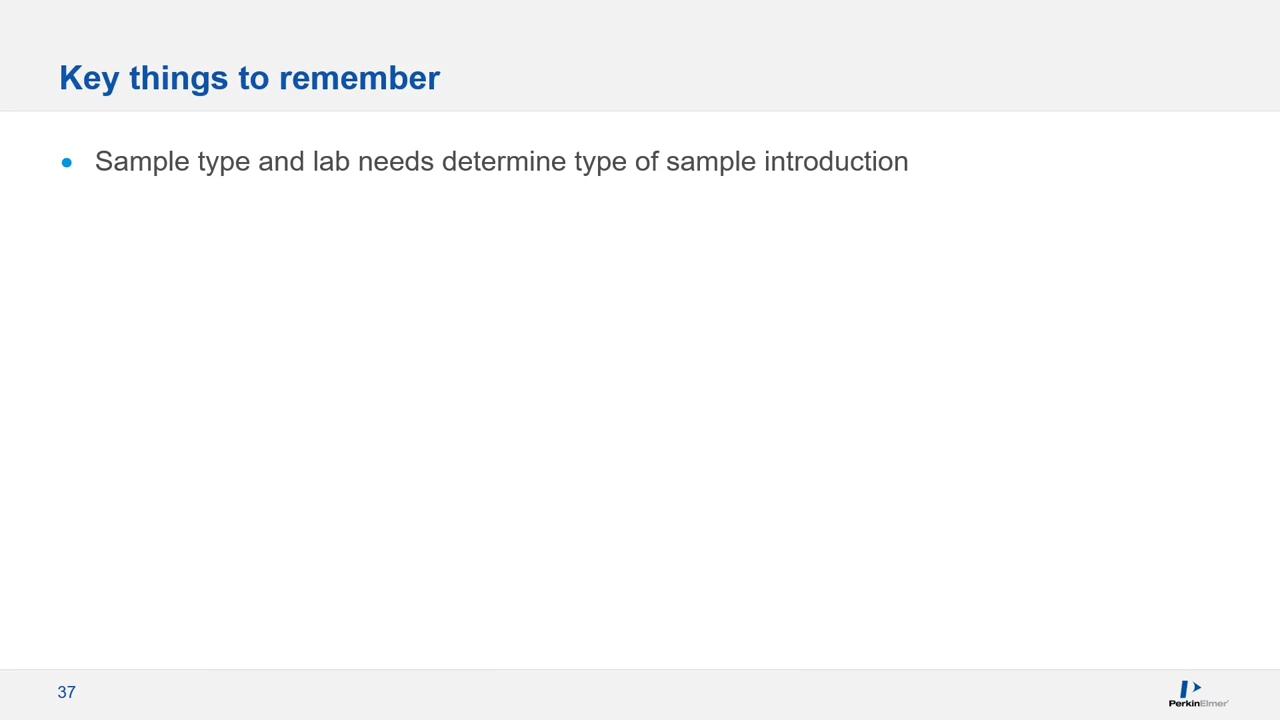 Key things to remember
• Sample type and lab needs determine type of sample introduction
37
PerkinElmer